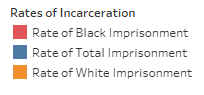 Rates of Incarceration
Rate of Black Imprisonment
Rate of Total Imprisonment
Rate of White Imprisonment